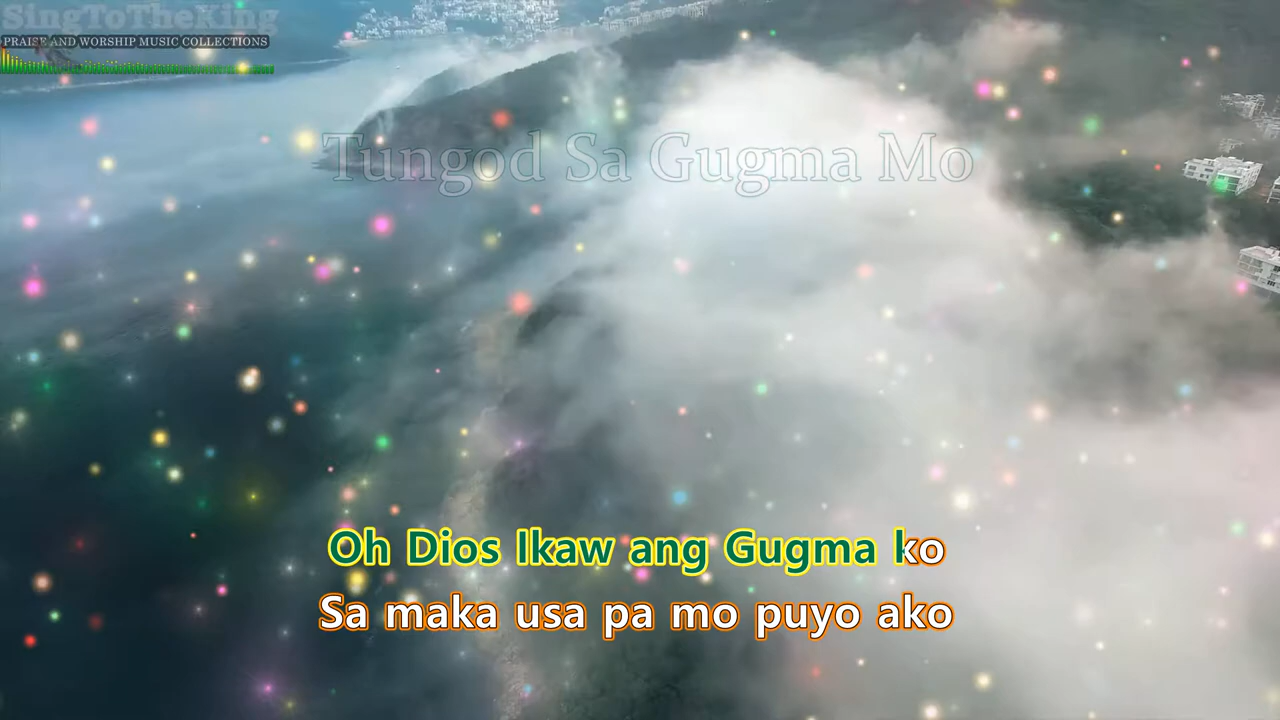 SingToTheKing
PRAISE AND WORSHIP MUSIC COLLECTIONS
Tungod Sa Gugma Mo
Oh Dios Ikaw ang Gugma ko
Sa maka usa pa mo puyo ako